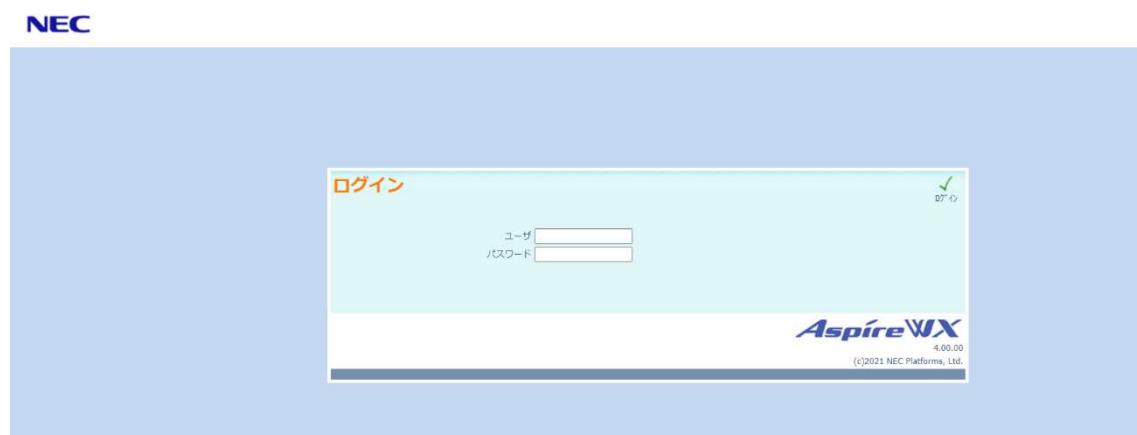 NEC
ログイン
ログイン
ユーザ
パスワード
AspireWX
4.00.00
(c)2021 NEC Platforms, Ltd.